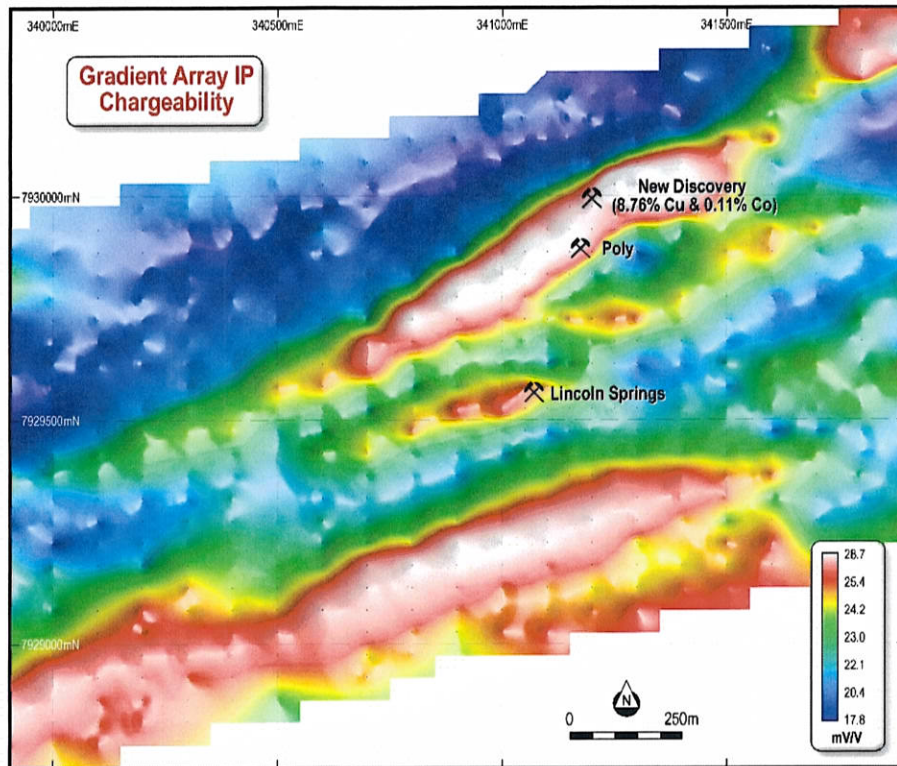 340000mE
340500mE
341000mE
341500mE
Gradient Array IP
Chargeability
7930000mN
New Discovery
(8.76% Cu & 0.11% Co)
Poly
Lincoln Springs
7929500mN
7929000mN
N
0
250m
28.7
25.4
24.2
23.0
22.1
20.4
17.8
mV/V